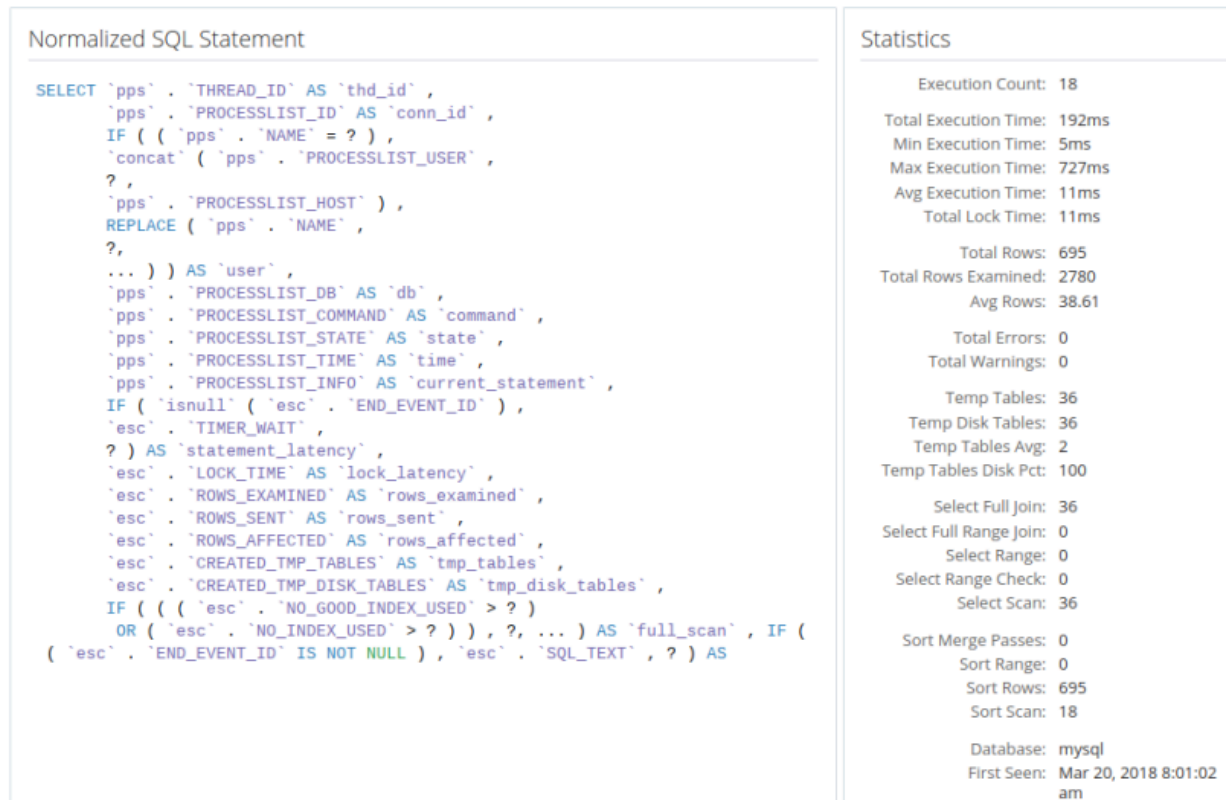 Normalized SQL Statement
SELECT `pps` . `THREAD_ID` AS `thd_id` ,
`pps` . `PROCESSLIST_ID` AS `conn_id` ,
IF ( ( `pps` . `NAME` = ? ) ,
`concat` ( `pps` . `PROCESSLIST_USER` ,
? ,
`pps` . `PROCESSLIST_HOST` ) ,
REPLACE ( `pps` . `NAME` ,
?,
... ) ) AS `user` ,
`pps` . `PROCESSLIST_DB` AS `db` ,
`pps` . `PROCESSLIST_COMMAND` AS `command` ,
`pps` . `PROCESSLIST_STATE` AS `state` ,
`pps` . `PROCESSLIST_TIME` AS `time` ,
`pps` . `PROCESSLIST_INFO` AS `current_statement` ,
IF ( `isnull` ( `esc` . `END_EVENT_ID` ) ,
`esc` . `TIMER_WAIT` ,
? ) AS `statement_latency` ,
`esc` . `LOCK_TIME` AS `lock_latency` ,
`esc` . `ROWS_EXAMINED` AS `rows_examined` ,
`esc` . `ROWS_SENT` AS `rows_sent` ,
`esc` . `ROWS_AFFECTED` AS `rows_affected` ,
`esc` . `CREATED_TMP_TABLES` AS `tmp_tables` ,
`esc` . `CREATED_TMP_DISK_TABLES` AS `tmp_disk_tables` ,
IF ( ( ( `esc` . `NO_GOOD_INDEX_USED` > ? )
OR ( `esc` . `NO_INDEX_USED` > ? ) ) , ?, ... ) AS `full_scan` , IF (
( `esc` . `END_EVENT_ID` IS NOT NULL ) , `esc` . `SQL_TEXT` , ? ) AS
Statistics
Execution Count: 18
Total Execution Time: 192ms
Min Execution Time: 5ms
Max Execution Time: 727ms
Avg Execution Time: 11ms
Total Lock Time: 11ms
Total Rows: 695
Total Rows Examined: 2780
Avg Rows: 38.61
Total Errors: 0
Total Warnings: 0
Temp Tables: 36
Temp Disk Tables: 36
Temp Tables Avg: 2
Temp Tables Disk Pct: 100
Select Full Join: 36
Select Full Range Join: 0
Select Range: 0
Select Range Check: 0
Select Scan: 36
Sort Merge Passes: 0
Sort Range: 0
Sort Rows: 695
Sort Scan: 18
Database: mysql
First Seen: Mar 20, 2018 8:01:02
am